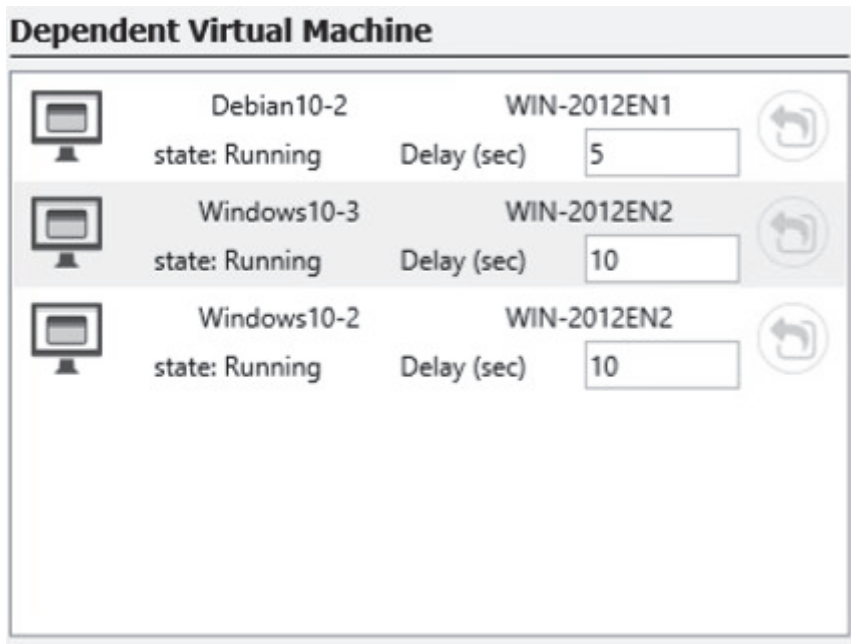 Dependent Virtual Machine
Debian10-2 WIN-2012EN1
state: Running Delay (sec) 5
Windows10-3 WIN-2012EN2
state: Running Delay (sec) 10
Windows10-2 WIN-2012EN2
state: Running Delay (sec) 10